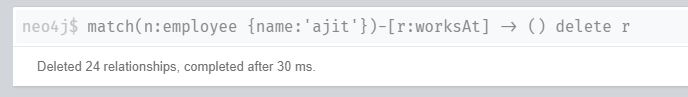 neo4j$ match(n:employee {name:'ajit'})-[r:worksAt] → () delete r
Deleted 24 relationships, completed after 30 ms.